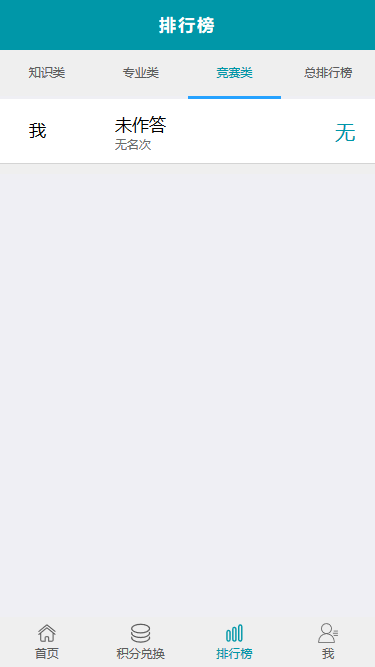 排行榜
知识类 专业类 竞赛类 总排行榜
我 未作答 无
无名次
首页 积分兑换 排行榜 我